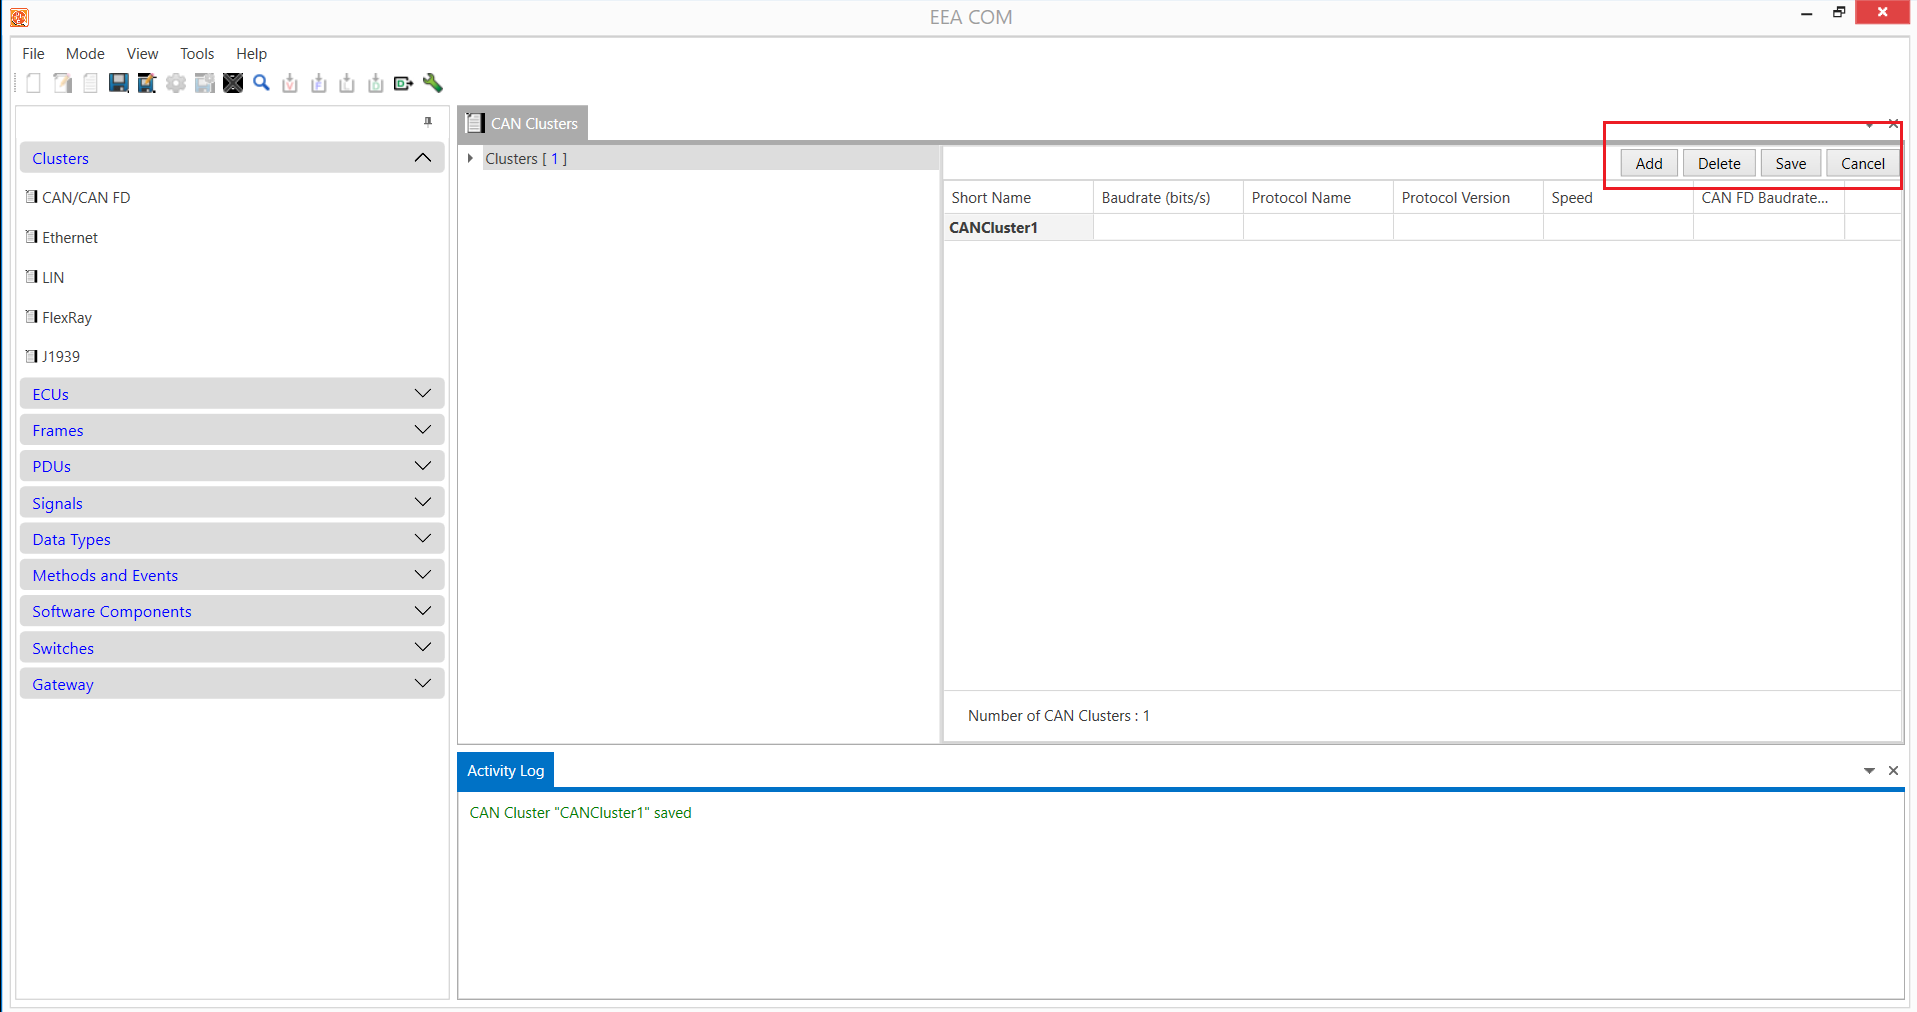 EEA COM
File Mode View Tools Help
CAN Clusters
Clusters
Clusters [ 1 ]
Add Delete Save Cancel
Short Name Baudrate (bits/s) Protocol Name Protocol Version Speed CAN FD Baudrate...
CANCluster1
CAN/CAN FD
Ethernet
LIN
FlexRay
J1939
ECUs
Frames
PDUs
Signals
Data Types
Methods and Events
Software Components
Switches
Gateway
Number of CAN Clusters : 1
Activity Log
CAN Cluster "CANCluster1" saved